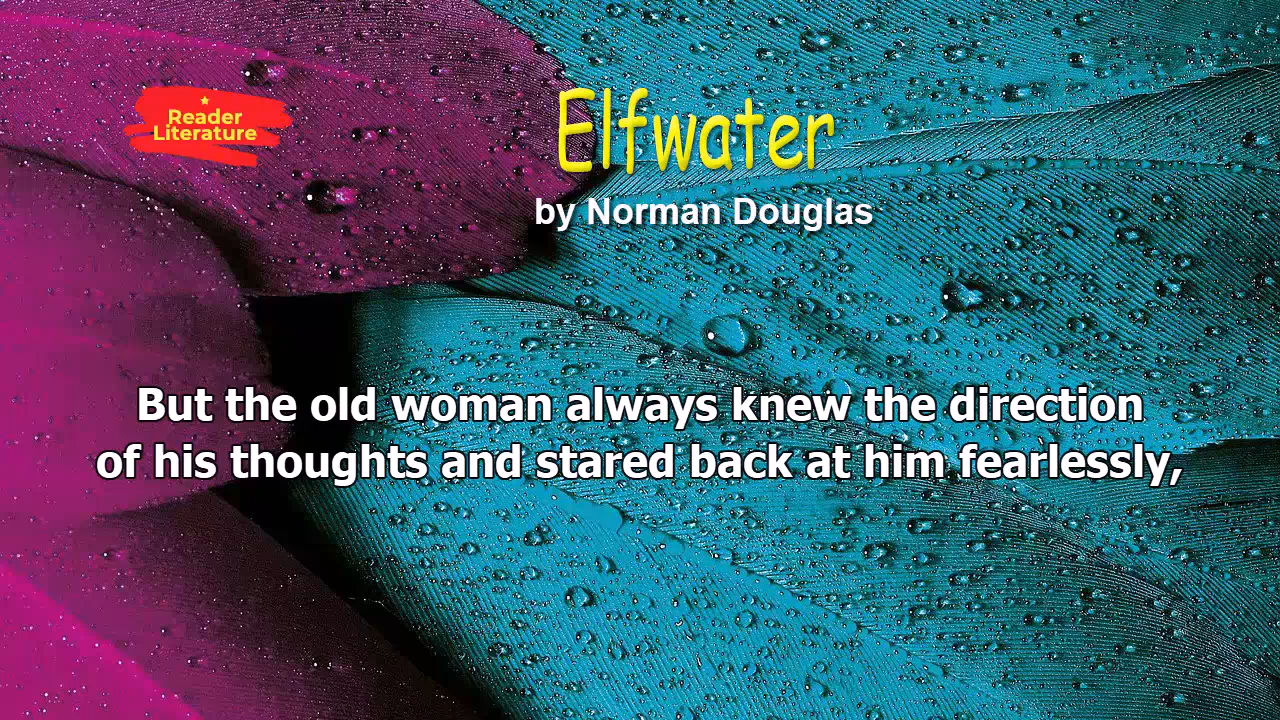 Reader
Literature
Elfwater
by Norman Douglas
But the old woman always knew the direction
of his thoughts and stared back at him fearlessly,